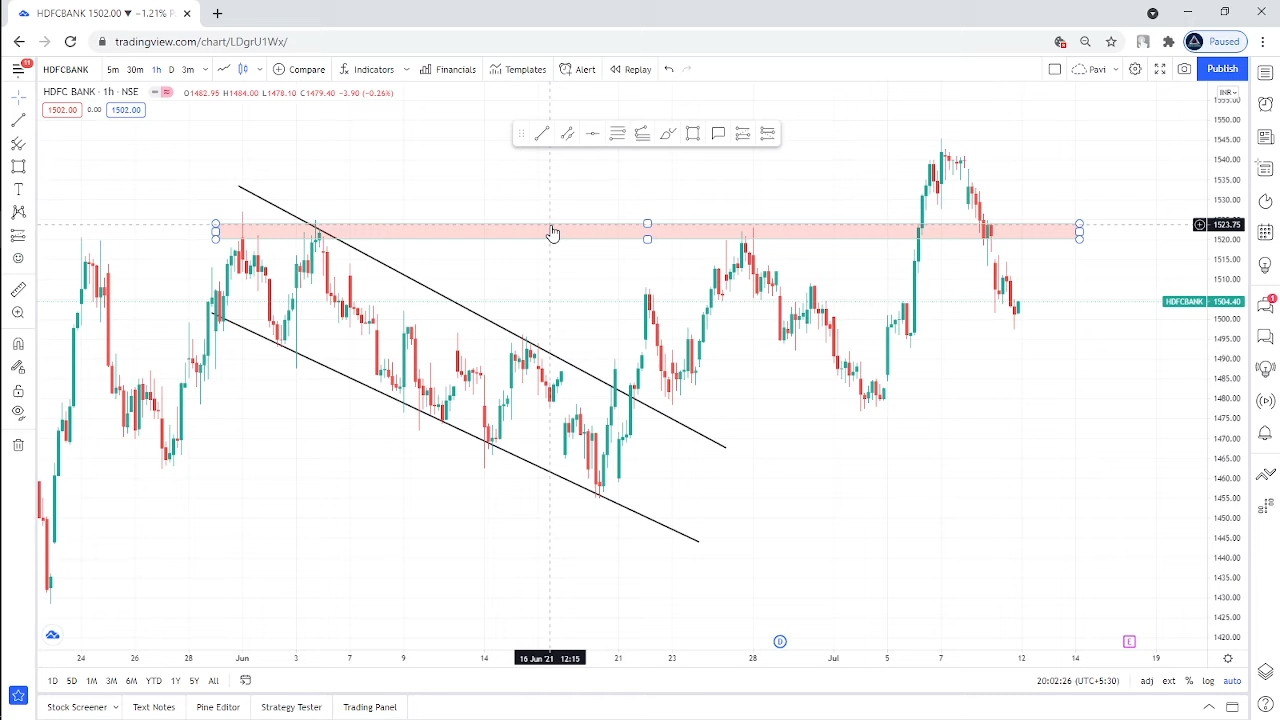 HDFCBANK 1502.00 ▼ −1.21% P
tradingview.com/chart/LDgrU1Wx/
Paused
11
HDFCBANK 5m 30m 1h D 3m Compare Indicators Financials Templates Alert Replay Pavi Publish
HDFC BANK · 1h · NSE O1482.95 H1484.00 L1478.10 C1479.40 −3.90 (−0.26%)
INR
1502.00 0.00 1502.00
1555.00
1550.00
1545.00
1540.00
1535.00
1530.00
1523.75
1520.00
1515.00
1510.00
HDFCBANK 1504.40
1500.00
1495.00
1490.00
1485.00
1480.00
1475.00
1470.00
1465.00
1460.00
1455.00
1450.00
1445.00
1440.00
1435.00
1430.00
1425.00
1420.00
1
D
E
24 26 28 Jun 3 7 9 14 16 Jun '21 12:15 21 23 28 Jul 5 7 12 14 19
1D 5D 1M 3M 6M YTD 1Y 5Y All 20:02:26 (UTC+5:30) adj ext % log auto
Stock Screener Text Notes Pine Editor Strategy Tester Trading Panel